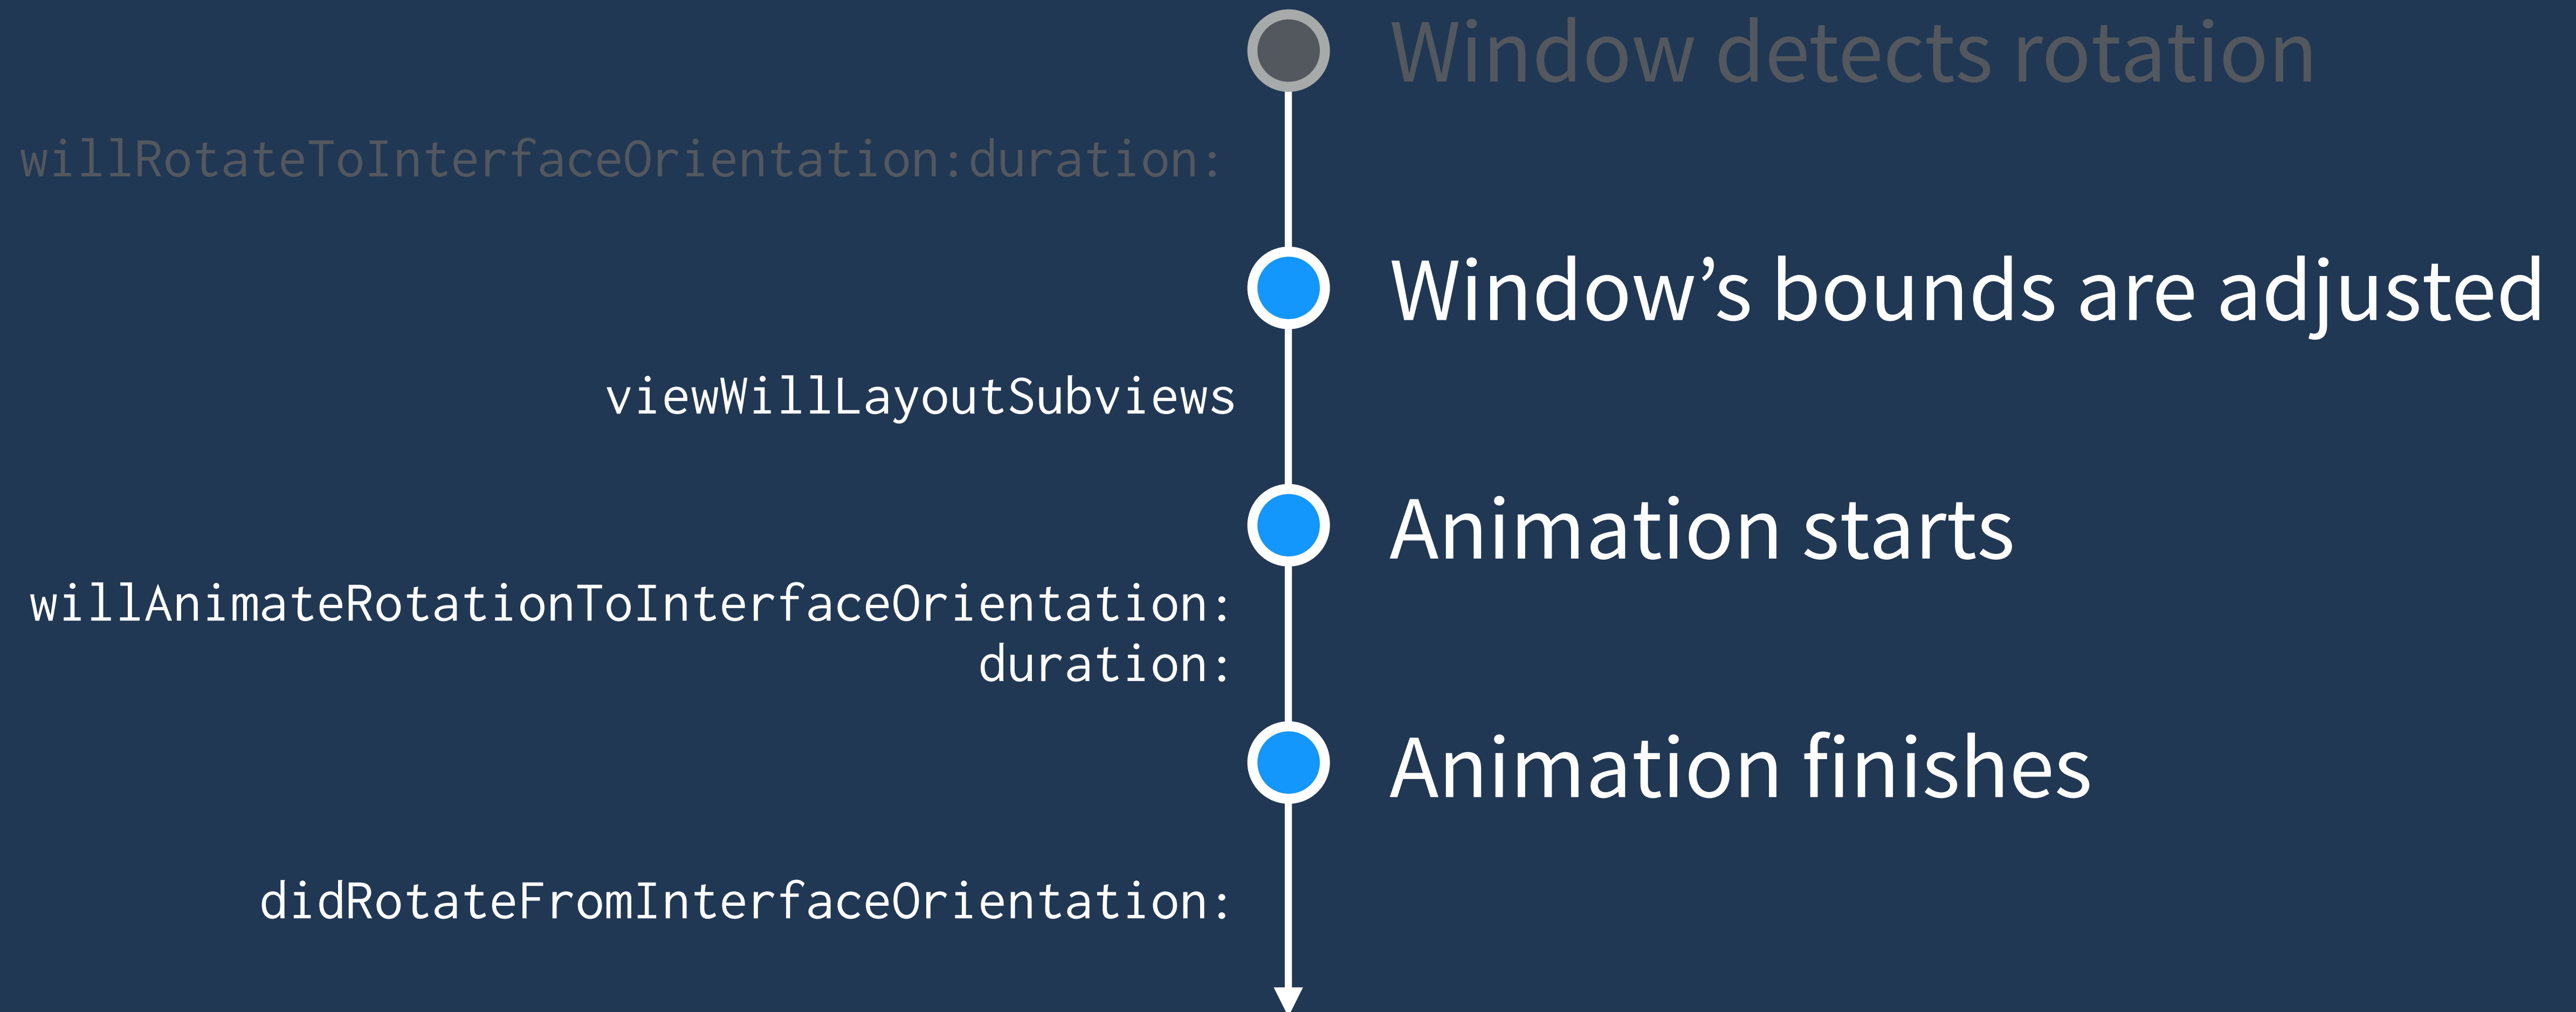 Window detects rotation
willRotateToInterfaceOrientation:duration:
Window’s bounds are adjusted
viewWillLayoutSubviews
Animation starts
willAnimateRotationToInterfaceOrientation:
duration:
Animation finishes
didRotateFromInterfaceOrientation: